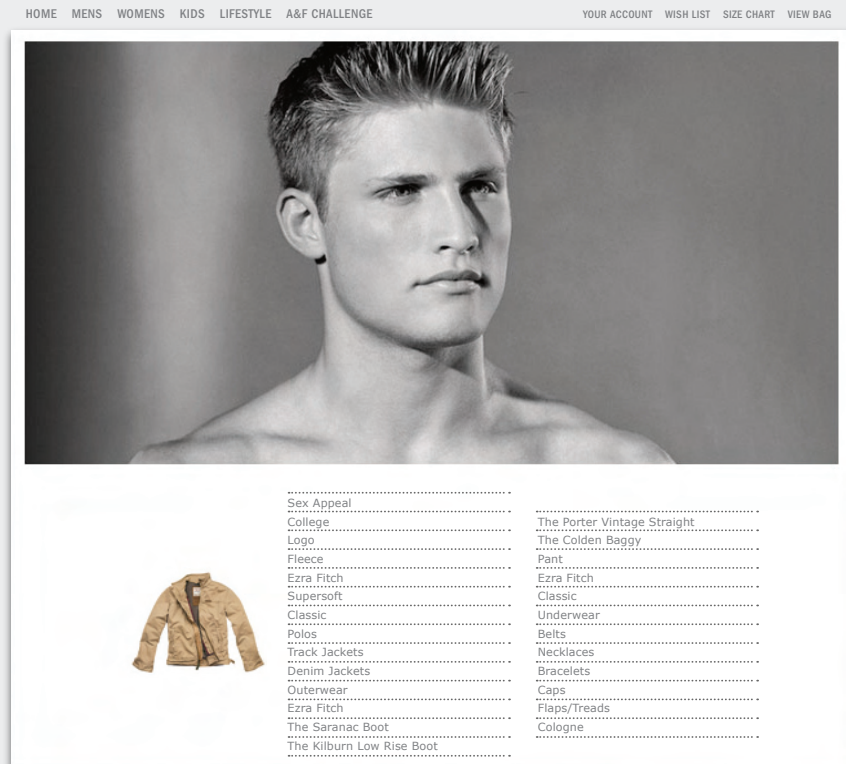 HOME MENS WOMENS KIDS LIFESTYLE A&F CHALLENGE YOUR ACCOUNT WISH LIST SIZE CHART VIEW BAG
Sex Appeal
College
Logo
Fleece
Ezra Fitch
Supersoft
Classic
Polos
Track Jackets
Denim Jackets
Outerwear
Ezra Fitch
The Saranac Boot
The Kilburn Low Rise Boot
The Porter Vintage Straight
The Colden Baggy
Pant
Ezra Fitch
Classic
Underwear
Belts
Necklaces
Bracelets
Caps
Flaps/Treads
Cologne